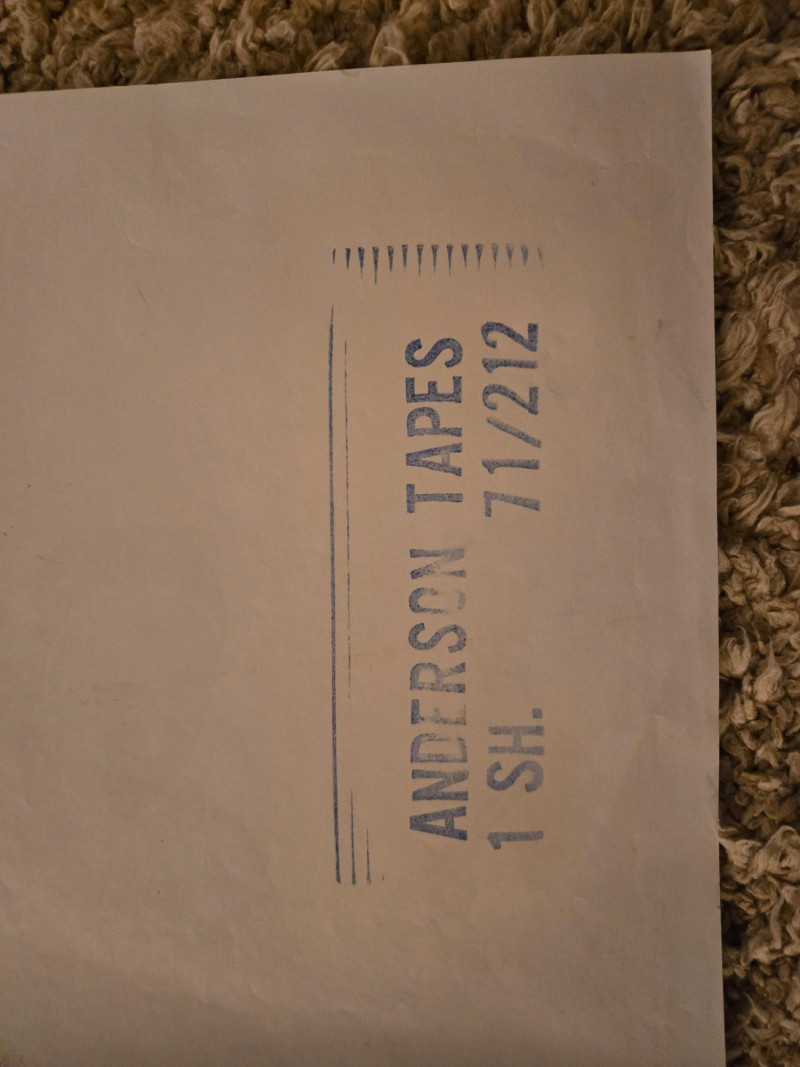 ANDERSON TAPES
1 SH. 71/212